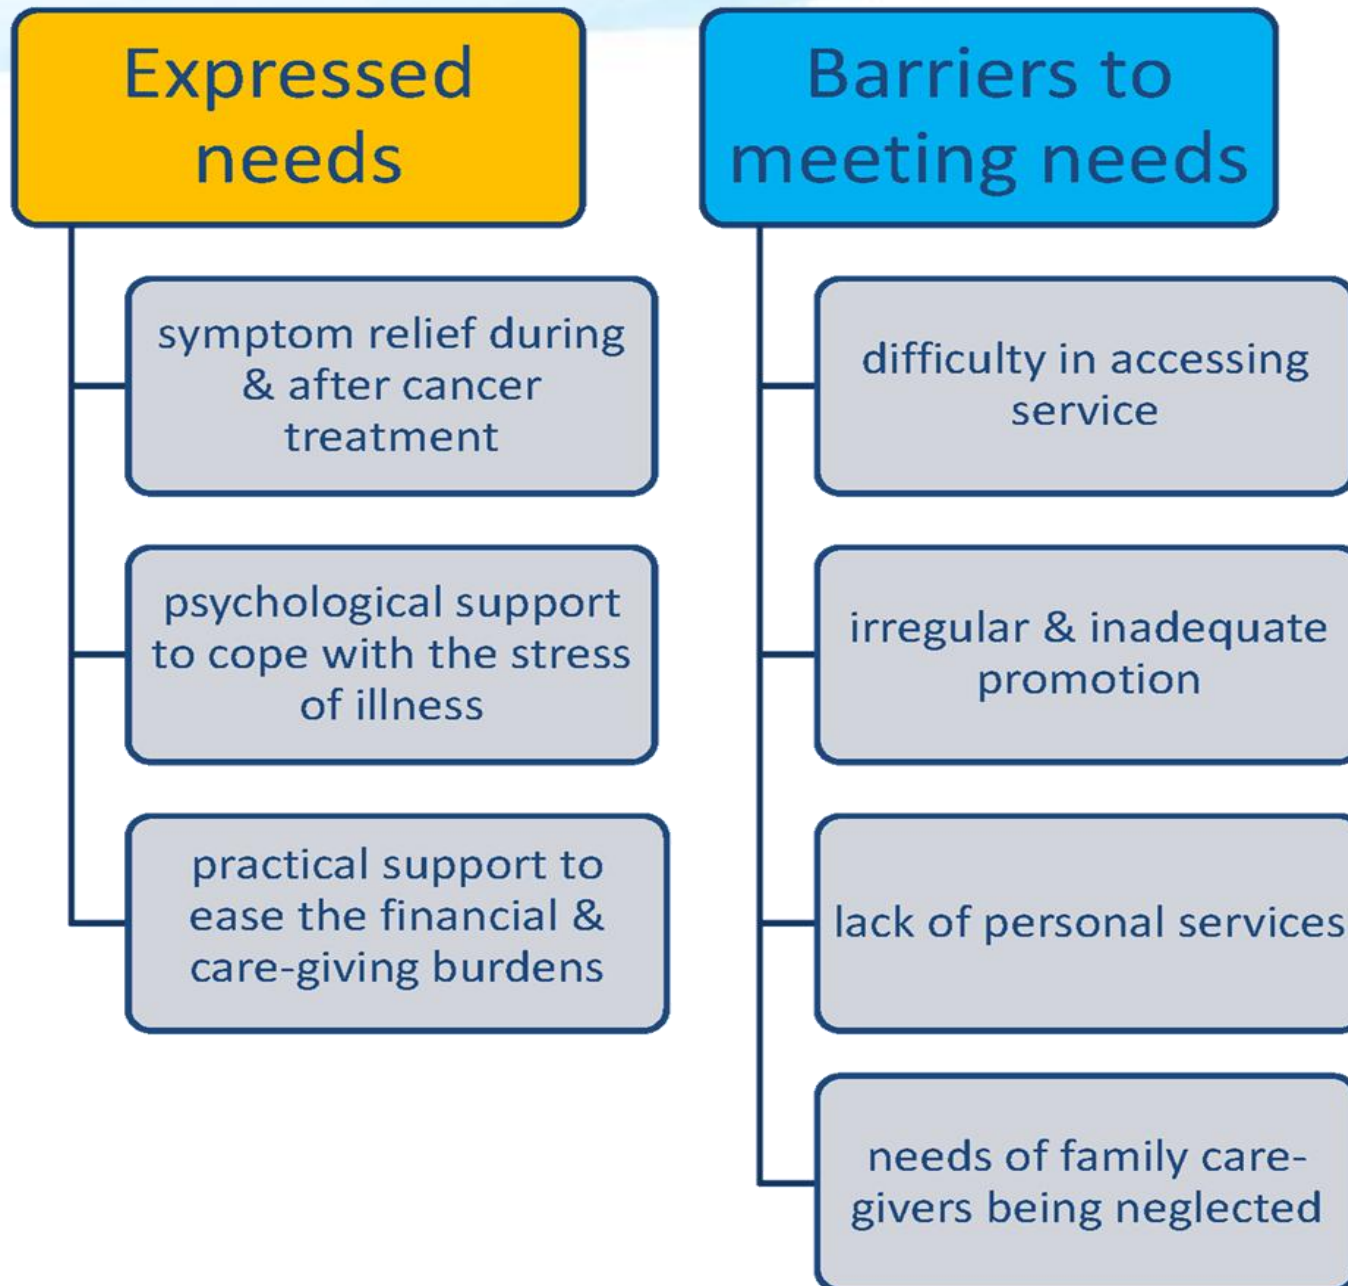 Expressed
needs
symptom relief during
& after cancer
treatment
psychological support
to cope with the stress
of illness
practical support to
ease the financial &
care-giving burdens
Barriers to
meeting needs
difficulty in accessing
service
irregular & inadequate
promotion
lack of personal services
needs of family care-
givers being neglected